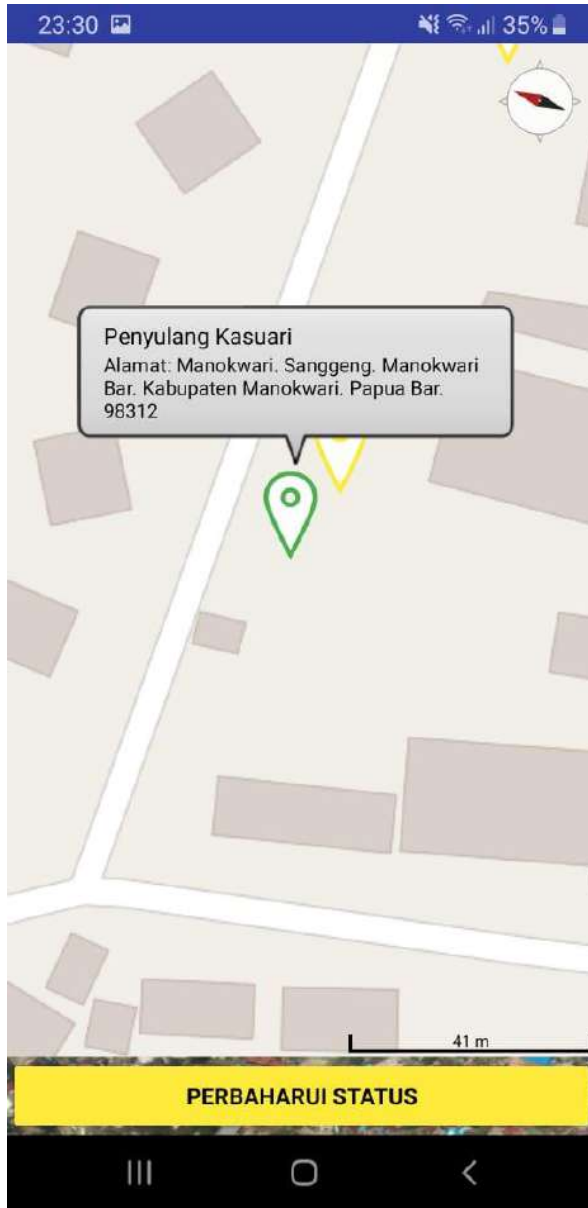 23:30 35%
Penyulang Kasuari
Alamat: Manokwari. Sanggeng. Manokwari
Bar. Kabupaten Manokwari. Papua Bar.
98312
41 m
PERBAHARUI STATUS